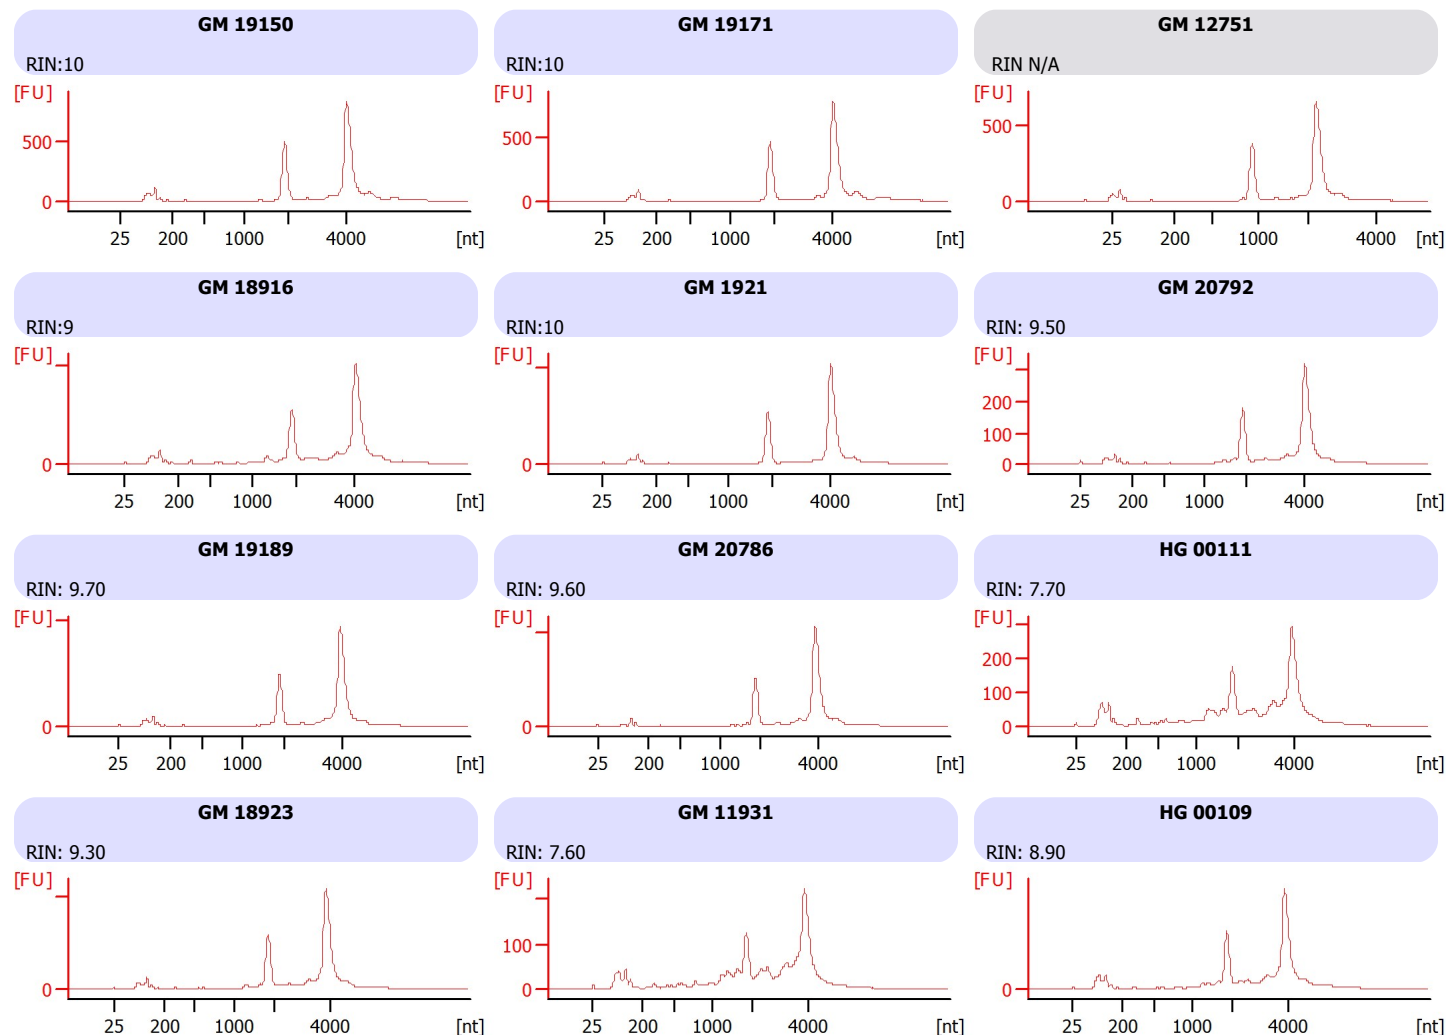 GM 19150
RIN:10
[FU]
500
0
25 200 1000 4000 [nt]
GM 19171
RIN:10
[FU]
500
0
25 200 1000 4000 [nt]
GM 12751
RIN N/A
[FU]
500
0
25 200 1000 4000 [nt]
GM 18916
RIN:9
[FU]
0
25 200 1000 4000 [nt]
GM 1921
RIN:10
[FU]
0
25 200 1000 4000 [nt]
GM 20792
RIN: 9.50
[FU]
200
100
0
25 200 1000 4000 [nt]
GM 19189
RIN: 9.70
[FU]
0
25 200 1000 4000 [nt]
GM 20786
RIN: 9.60
[FU]
0
25 200 1000 4000 [nt]
HG 00111
RIN: 7.70
[FU]
200
100
0
25 200 1000 4000 [nt]
GM 18923
RIN: 9.30
[FU]
0
25 200 1000 4000 [nt]
GM 11931
RIN: 7.60
[FU]
100
0
25 200 1000 4000 [nt]
HG 00109
RIN: 8.90
[FU]
0
25 200 1000 4000 [nt]